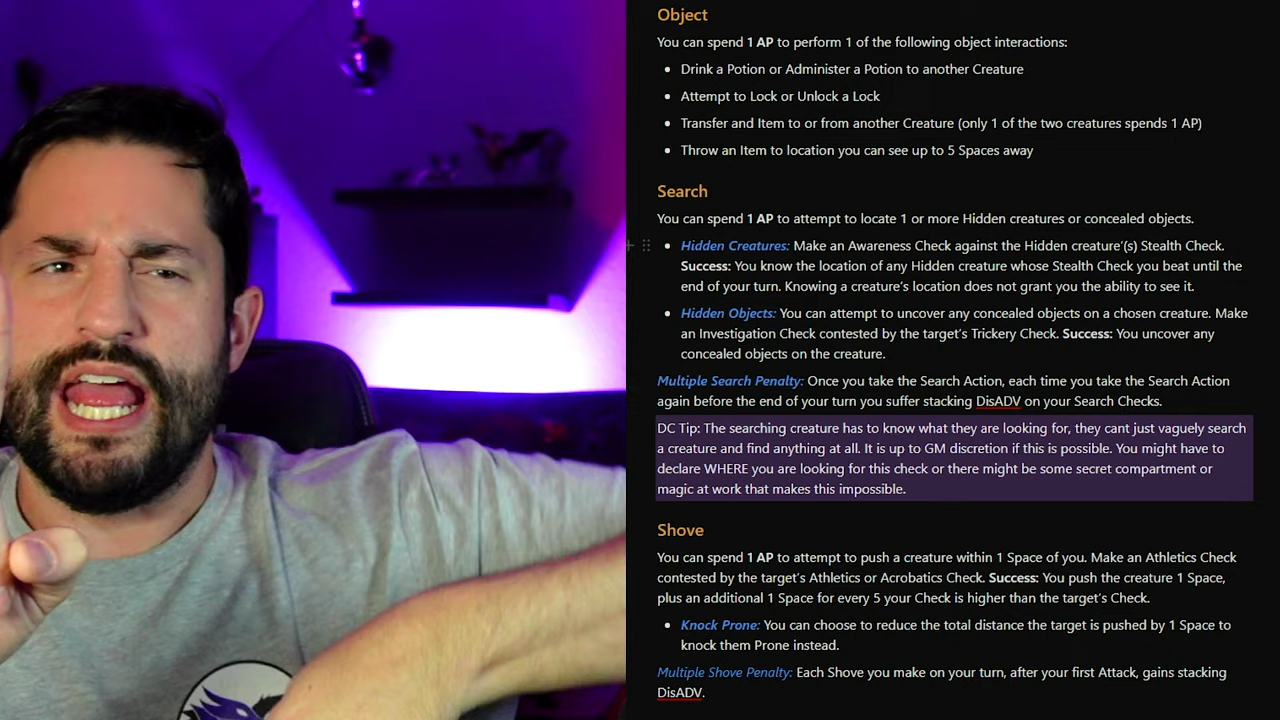 Object
You can spend 1 AP to perform 1 of the following object interactions:
• Drink a Potion or Administer a Potion to another Creature
• Attempt to Lock or Unlock a Lock
• Transfer and Item to or from another Creature (only 1 of the two creatures spends 1 AP)
• Throw an Item to location you can see up to 5 Spaces away
Search
You can spend 1 AP to attempt to locate 1 or more Hidden creatures or concealed objects.
• Hidden Creatures: Make an Awareness Check against the Hidden creature'(s) Stealth Check.
Success: You know the location of any Hidden creature whose Stealth Check you beat until the
end of your turn. Knowing a creature's location does not grant you the ability to see it.
• Hidden Objects: You can attempt to uncover any concealed objects on a chosen creature. Make
an Investigation Check contested by the target's Trickery Check. Success: You uncover any
concealed objects on the creature.
Multiple Search Penalty: Once you take the Search Action, each time you take the Search Action
again before the end of your turn you suffer stacking DisADV on your Search Checks.
DC Tip: The searching creature has to know what they are looking for, they cant just vaguely search
a creature and find anything at all. It is up to GM discretion if this is possible. You might have to
declare WHERE you are looking for this check or there might be some secret compartment or
magic at work that makes this impossible.
Shove
You can spend 1 AP to attempt to push a creature within 1 Space of you. Make an Athletics Check
contested by the target's Athletics or Acrobatics Check. Success: You push the creature 1 Space,
plus an additional 1 Space for every 5 your Check is higher than the target's Check.
• Knock Prone: You can choose to reduce the total distance the target is pushed by 1 Space to
knock them Prone instead.
Multiple Shove Penalty: Each Shove you make on your turn, after your first Attack, gains stacking
DisADV.